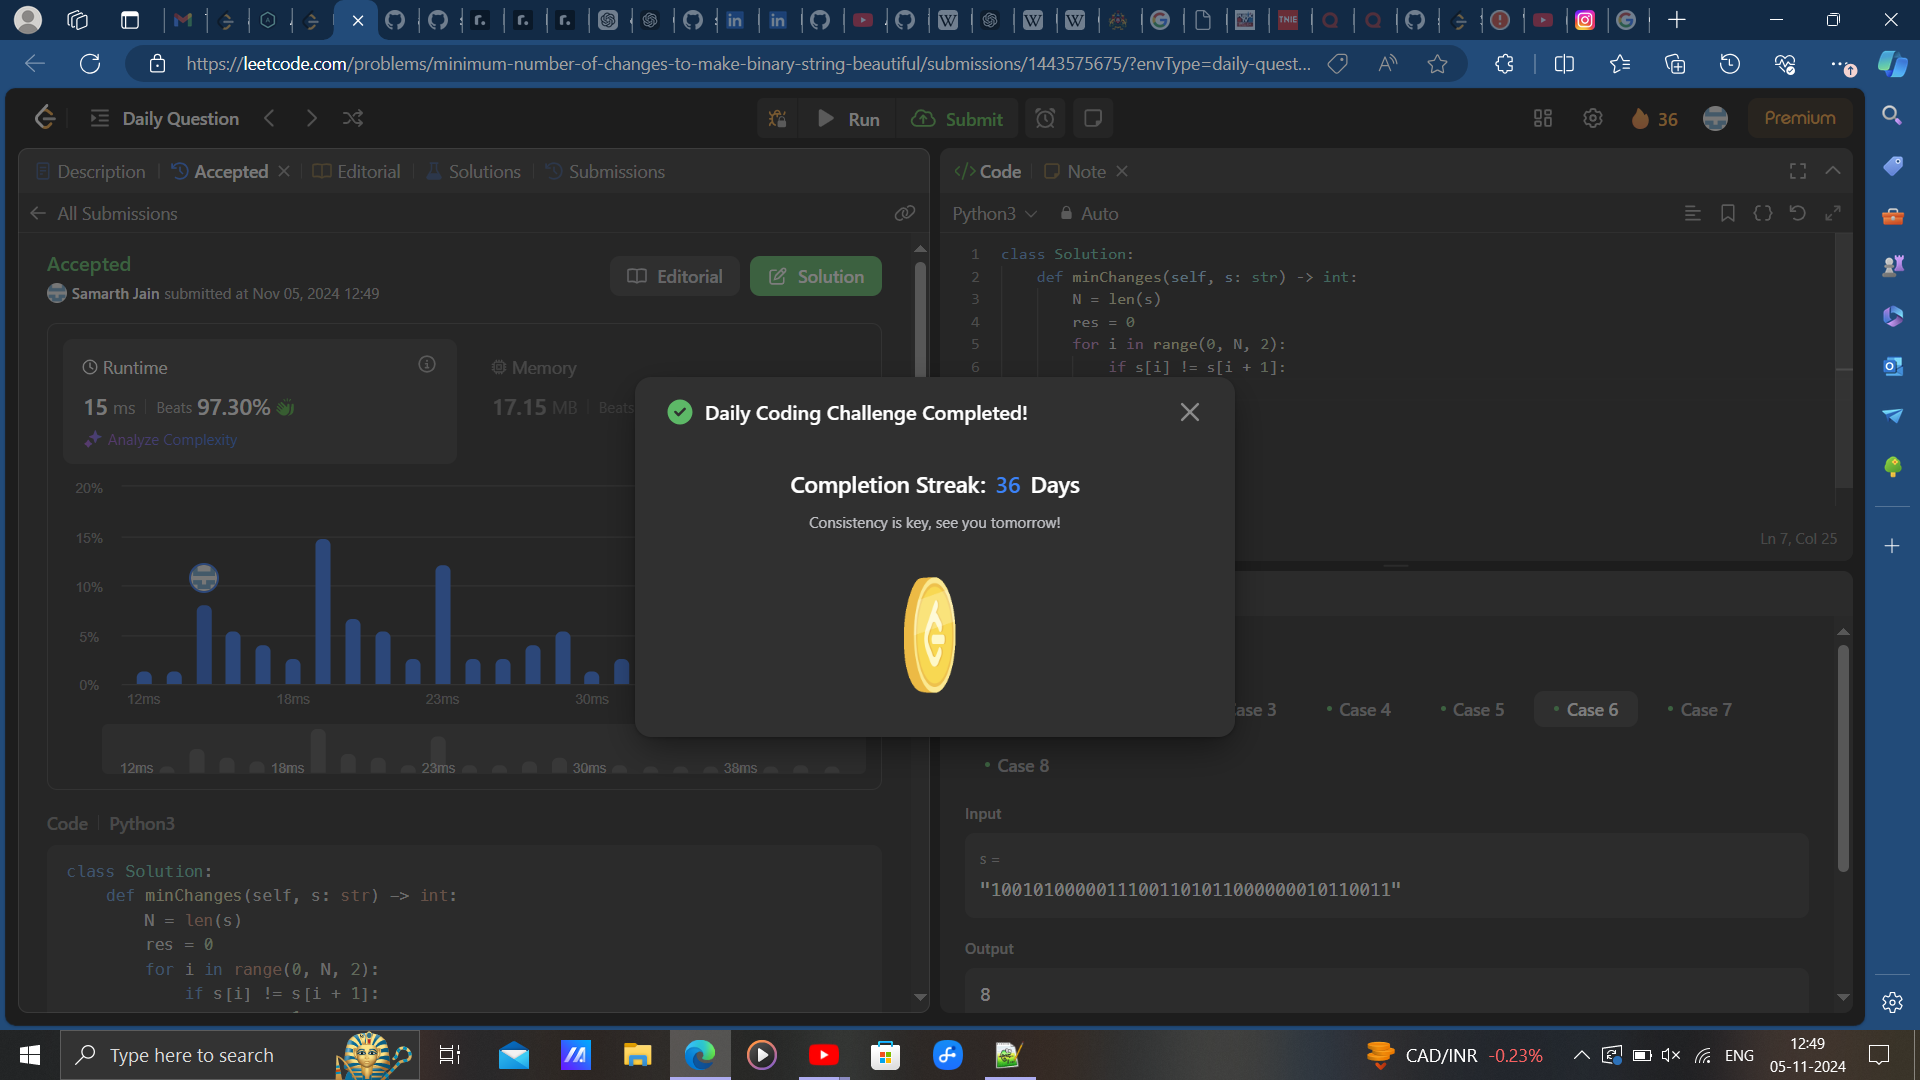 https://leetcode.com/problems/minimum-number-of-changes-to-make-binary-string-beautiful/submissions/1443575675/?envType=daily-quest...
Daily Question
Run
Submit
36
Premium
Description
Accepted
Editorial
Solutions
Submissions
All Submissions
Accepted
Samarth Jain submitted at Nov 05, 2024 12:49
Editorial
Solution
Runtime
15 ms
Beats 97.30%
Analyze Complexity
Memory
17.15 MB
Beats
20%
15%
10%
5%
0%
12ms
18ms
23ms
30ms
12ms
18ms
23ms
30ms
38ms
Code
Python3
class Solution:
def minChanges(self, s: str) -> int:
N = len(s)
res = 0
for i in range(0, N, 2):
if s[i] != s[i + 1]:
Daily Coding Challenge Completed!
Completion Streak: 36 Days
Consistency is key, see you tomorrow!
Code
Note
Python3
Auto
1 class Solution:
2 def minChanges(self, s: str) -> int:
3 N = len(s)
4 res = 0
5 for i in range(0, N, 2):
6 if s[i] != s[i + 1]:
Ln 7, Col 25
ase 3
Case 4
Case 5
Case 6
Case 7
Case 8
Input
s =
"10010100000111001101011000000010110011"
Output
8
Type here to search
CAD/INR -0.23%
ENG
12:49
05-11-2024